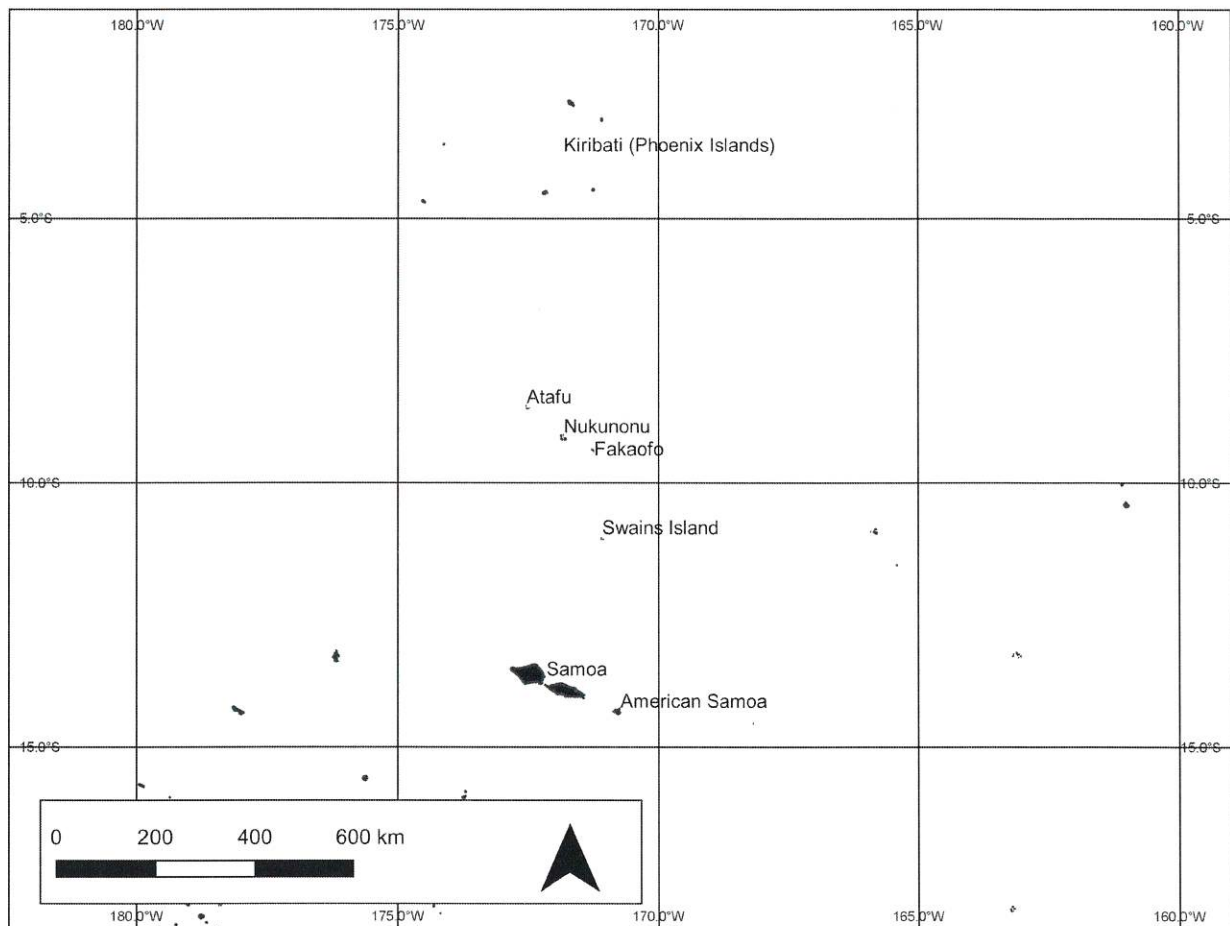 180.0°W 175.0°W 170.0°W 165.0°W 160.0°W
Kiribati (Phoenix Islands)
5.0°S 5.0°S
Atafu
Nukunonu
Fakaofo
10.0°S 10.0°S
Swains Island
Samoa
American Samoa
15.0°S 15.0°S
0 200 400 600 km
180.0°W 175.0°W 170.0°W 165.0°W 160.0°W